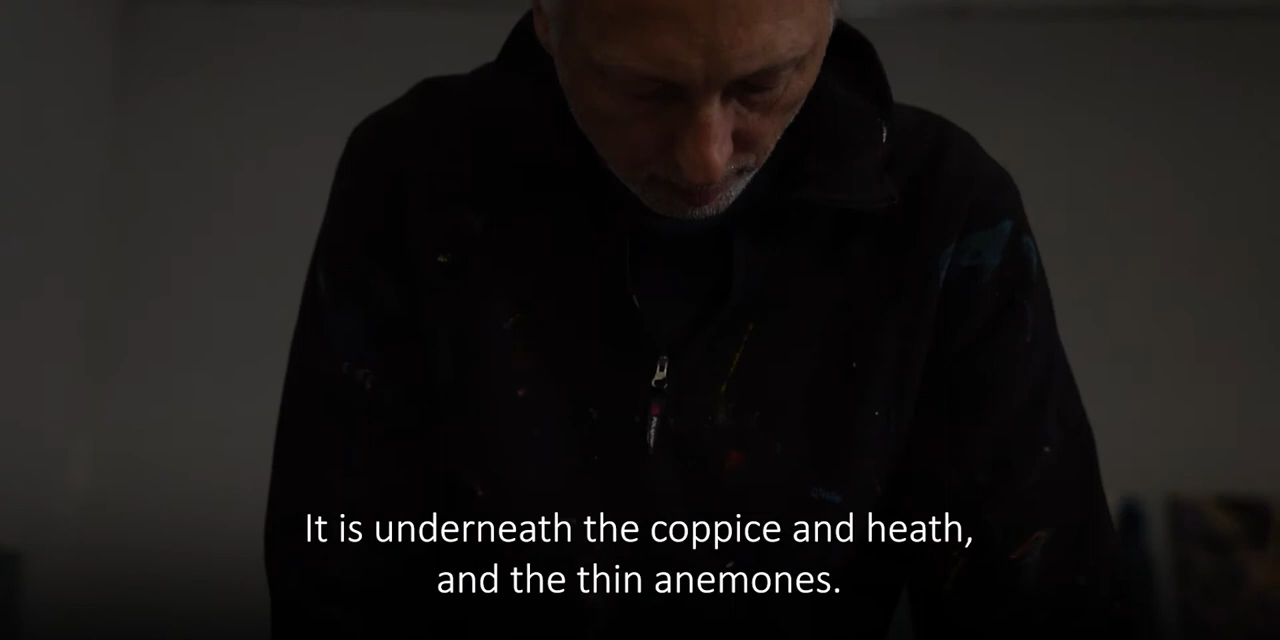 It is underneath the coppice and heath,
and the thin anemones.